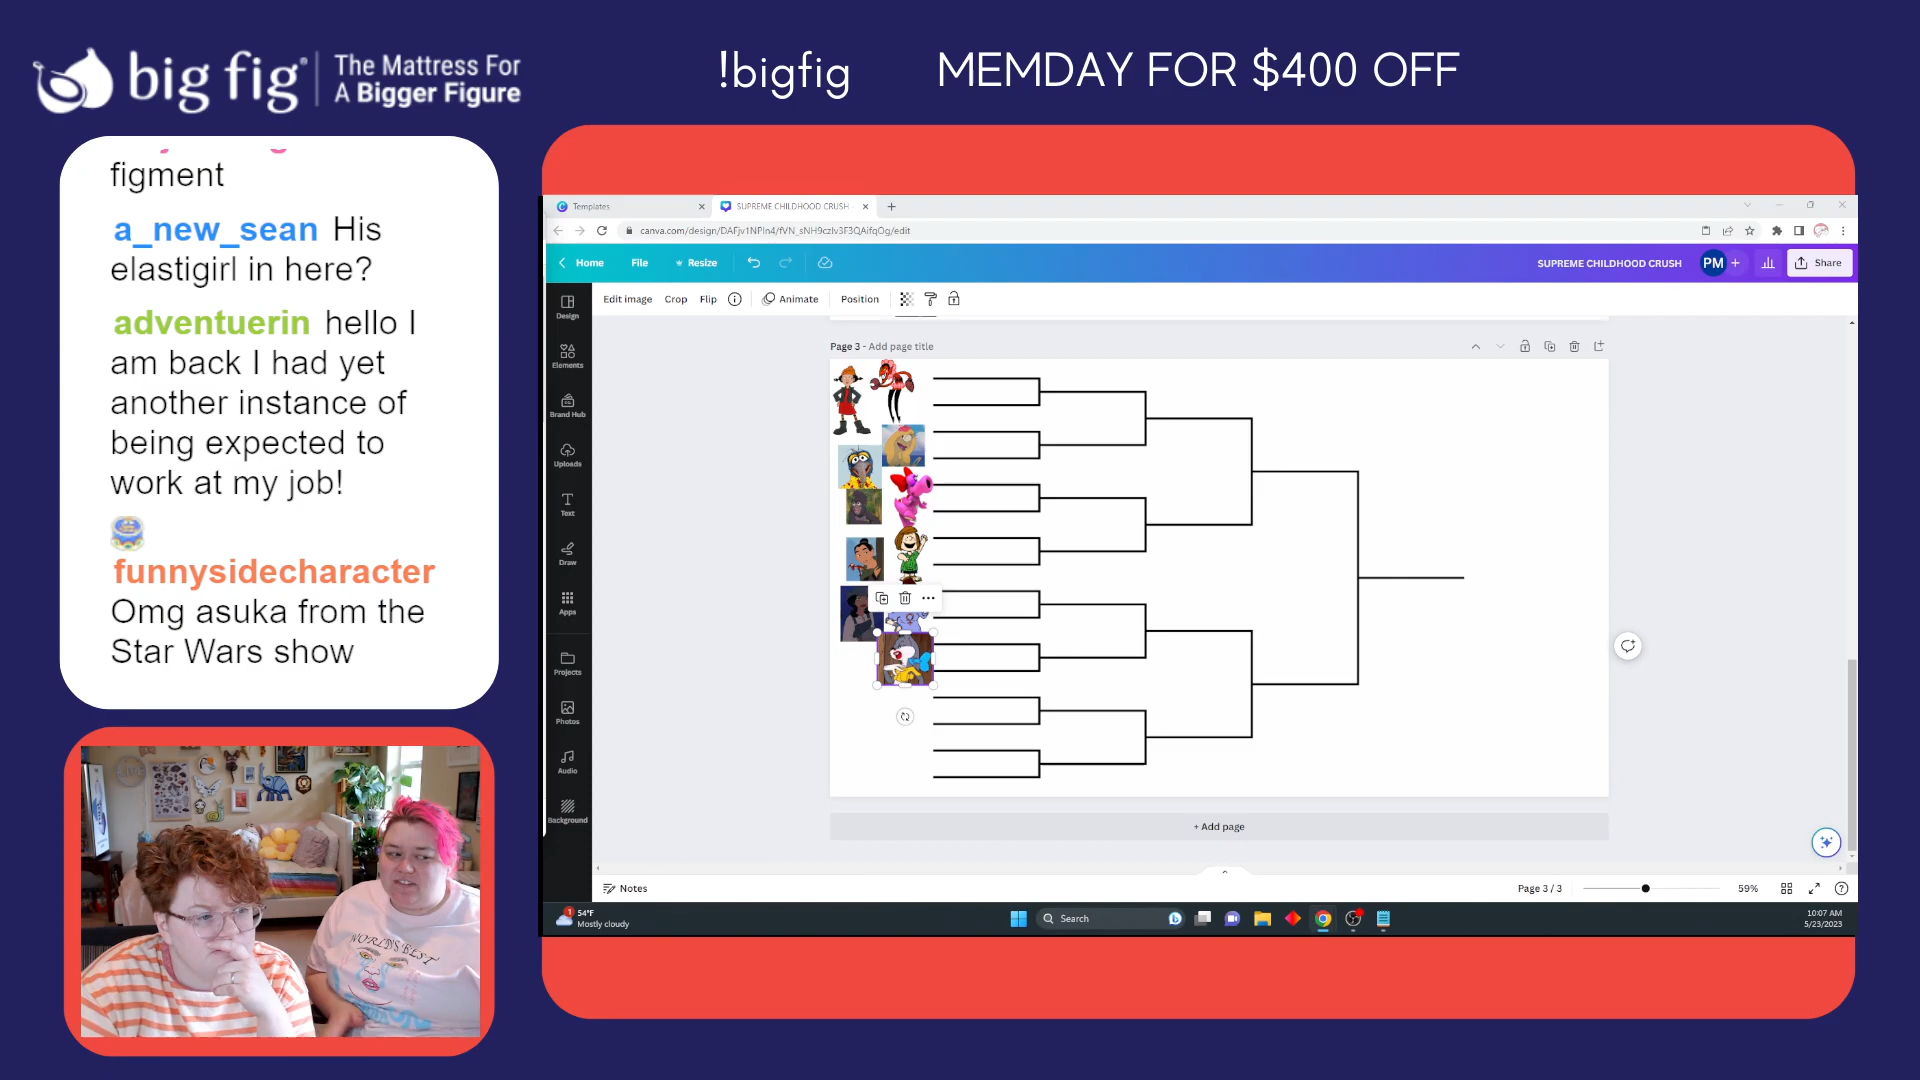 big fig®
The Mattress For
A Bigger Figure
!bigfig
MEMDAY FOR $400 OFF
figment
a_new_sean His
elastigirl in here?
adventuerin hello I
am back I had yet
another instance of
being expected to
work at my job!
funnysidecharacter
Omg asuka from the
Star Wars show
WORLD'S BEST
Templates
SUPREME CHILDHOOD CRUSH
canva.com/design/DAFjv1NPln4/fVN_sNH9czlv3F3QAifqOg/edit
Home
File
Resize
SUPREME CHILDHOOD CRUSH
PM
Share
Edit image
Crop
Flip
Animate
Position
Design
Elements
Brand Hub
Uploads
Text
Draw
Apps
Projects
Photos
Audio
Background
Page 3 - Add page title
+ Add page
Notes
Page 3 / 3
59%
1
54°F
Mostly cloudy
Search
10:07 AM
5/23/2023